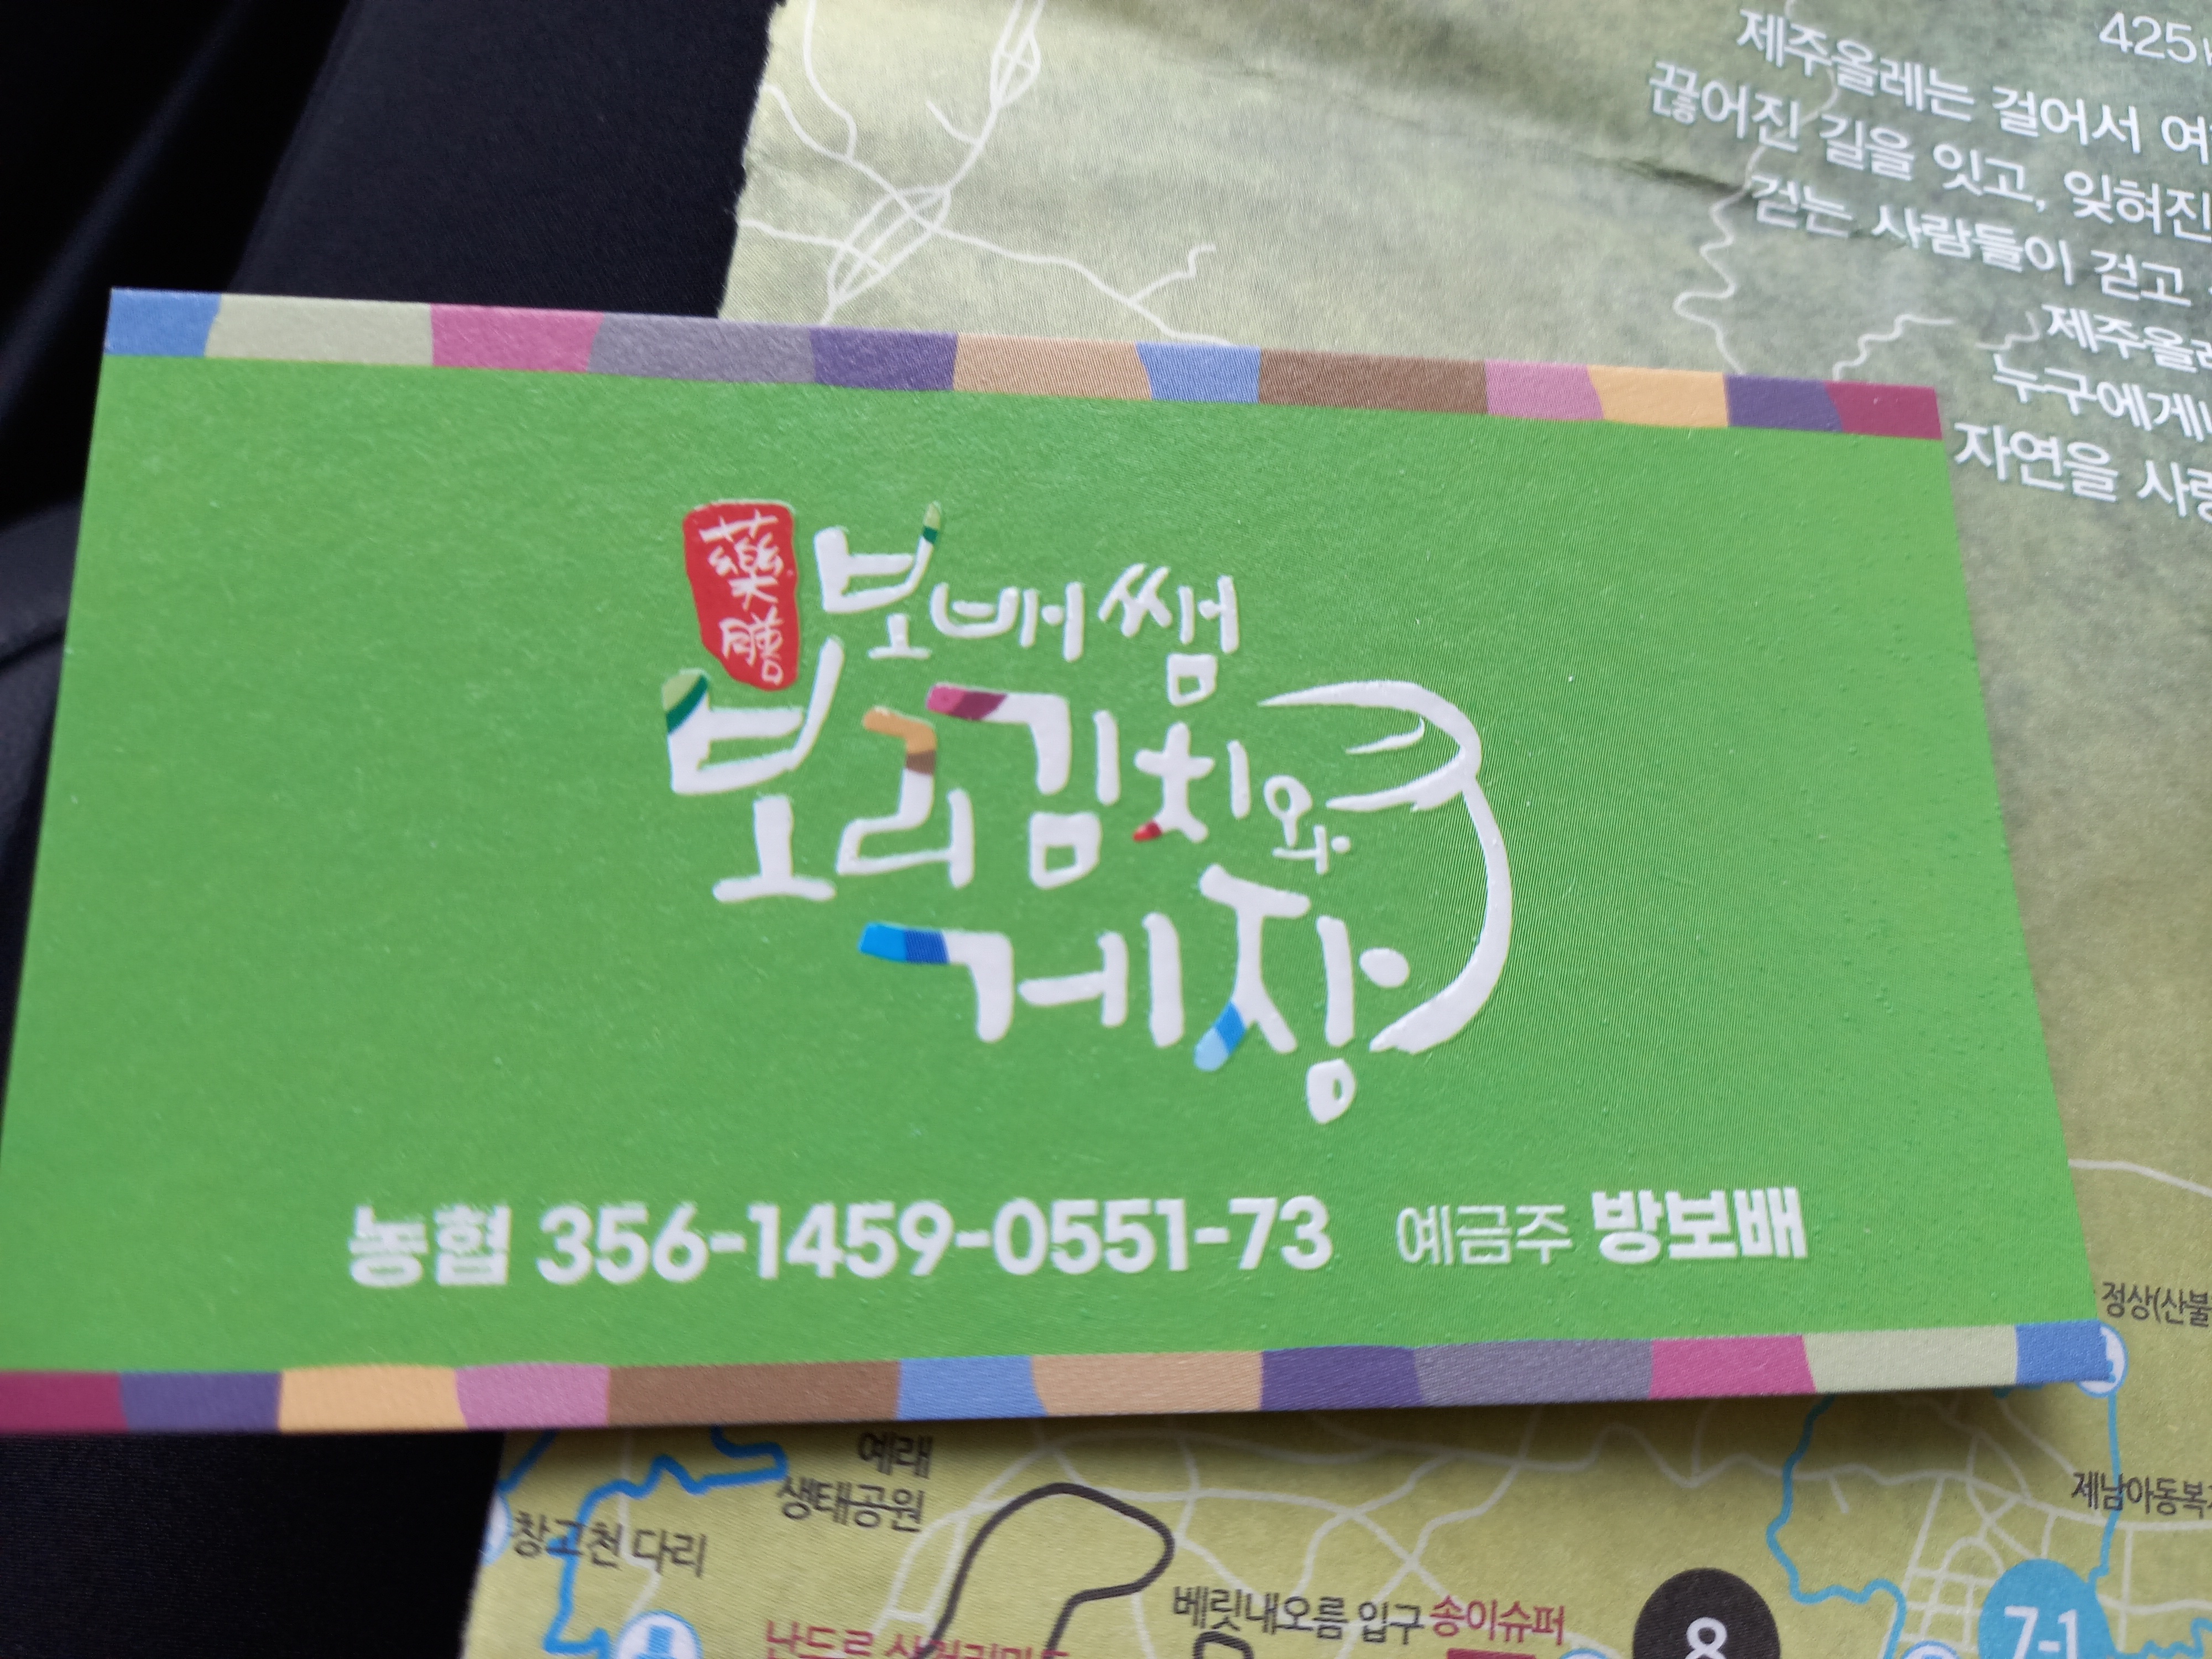 425
제주올레는 걸어서 여
끊어진 길을 잇고, 잊혀진
걷는 사람들이 걷고
제주올레
누구에게나
자연을 사랑
藥膳
보배쌤
보리김치와
게장
농협 356-1459-0551-73 예금주 방보배
정상(산불
예래
생태공원
창고천 다리
제남아동복지
베릿내오름 입구 송이슈퍼
8
7-1